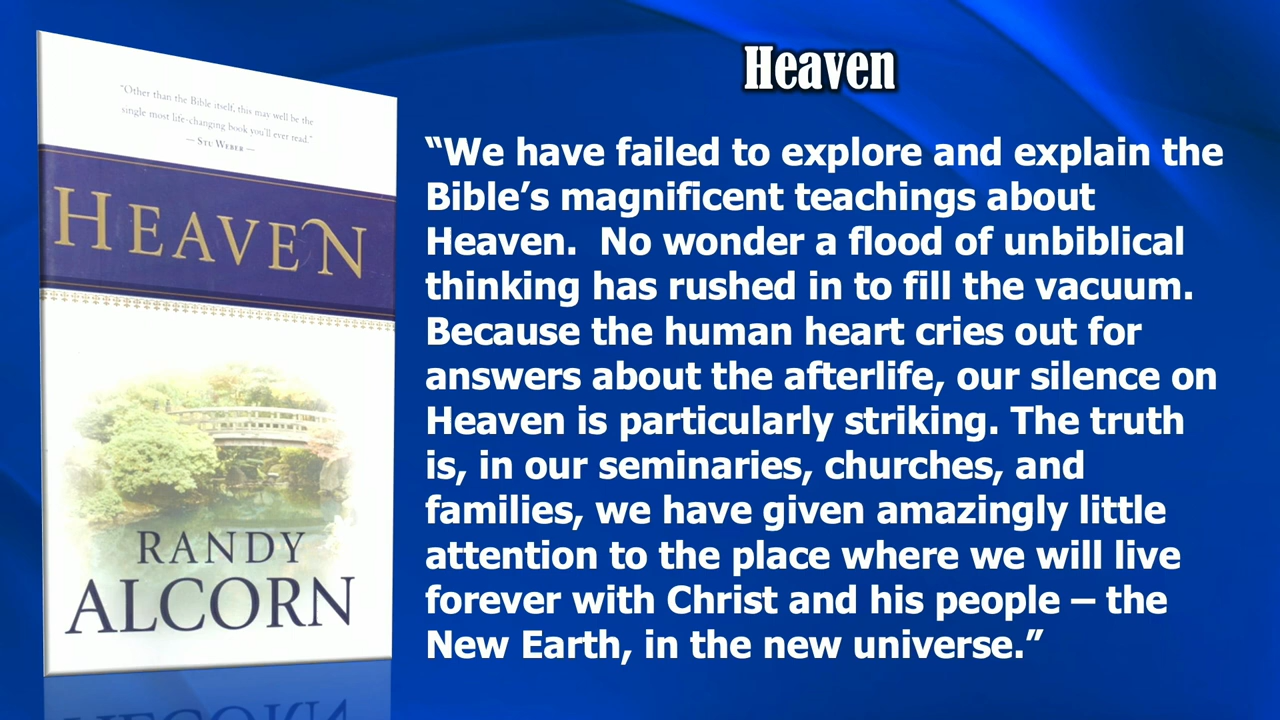 Heaven
"Other than the Bible itself, this may well be the
single most life-changing book you'll ever read."
— STU WEBER —
HEAVEN
RANDY
ALCORN
“We have failed to explore and explain the
Bible’s magnificent teachings about
Heaven.  No wonder a flood of unbiblical
thinking has rushed in to fill the vacuum.
Because the human heart cries out for
answers about the afterlife, our silence on
Heaven is particularly striking. The truth
is, in our seminaries, churches, and
families, we have given amazingly little
attention to the place where we will live
forever with Christ and his people – the
New Earth, in the new universe.”